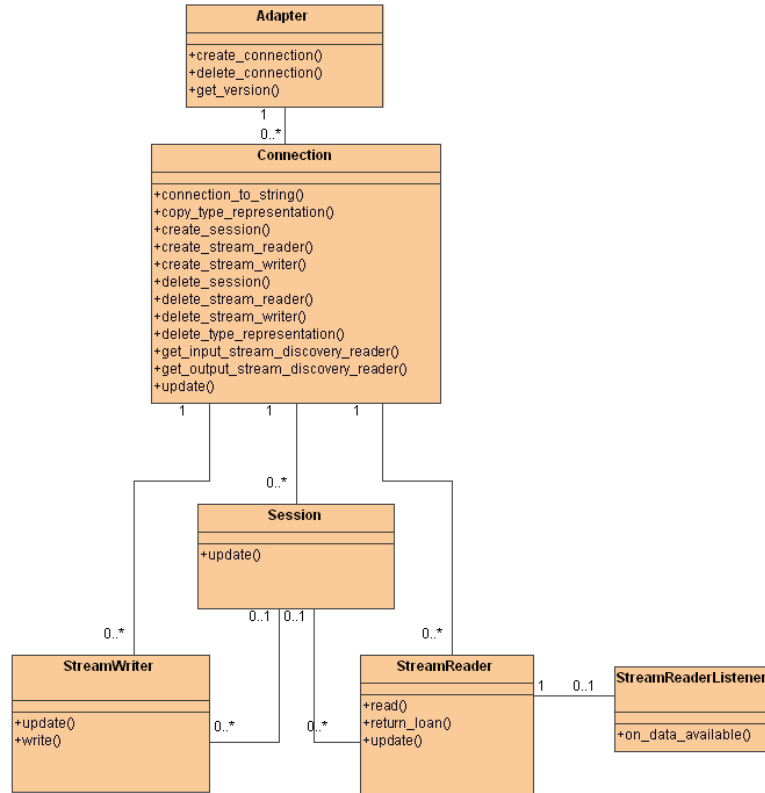 Adapter
+create_connection()
+delete_connection()
+get_version()
1
0..*
Connection
+connection_to_string()
+copy_type_representation()
+create_session()
+create_stream_reader()
+create_stream_writer()
+delete_session()
+delete_stream_reader()
+delete_stream_writer()
+delete_type_representation()
+get_input_stream_discovery_reader()
+get_output_stream_discovery_reader()
+update()
1 1 1
0..*
Session
+update()
0..1 0..1
0..* 0..*
StreamWriter
+update()
+write()
0..* 0..*
StreamReader
+read()
+return_loan()
+update()
1 0..1
StreamReaderListener
+on_data_available()